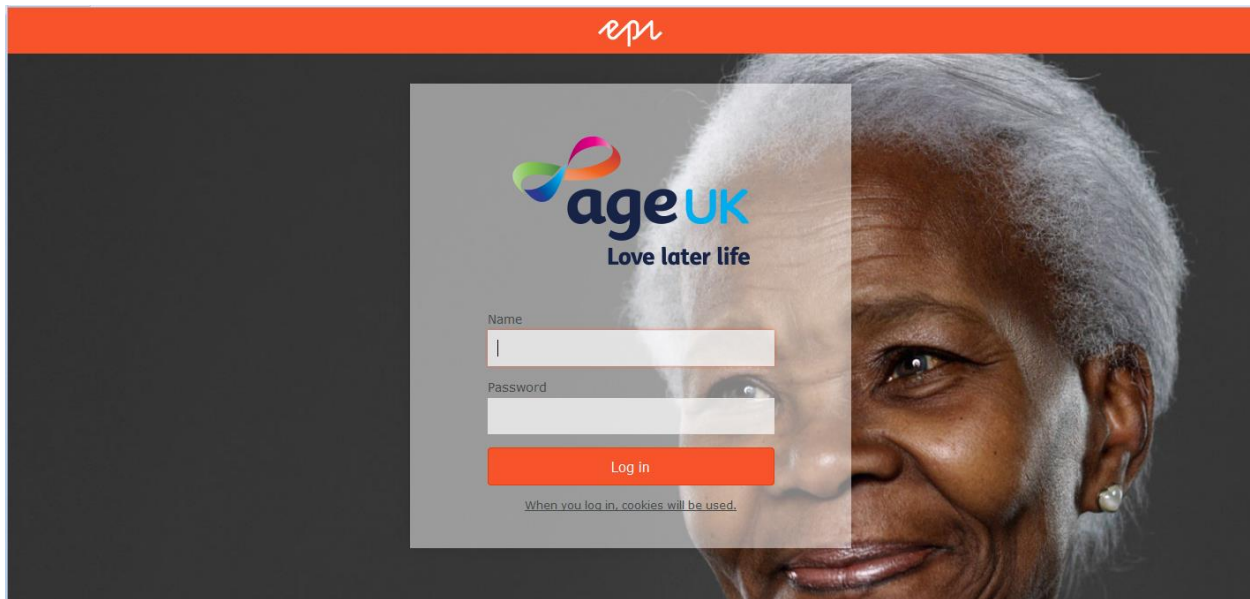 epi
age UK
Love later life
Name
Password
Log in
When you log in, cookies will be used.